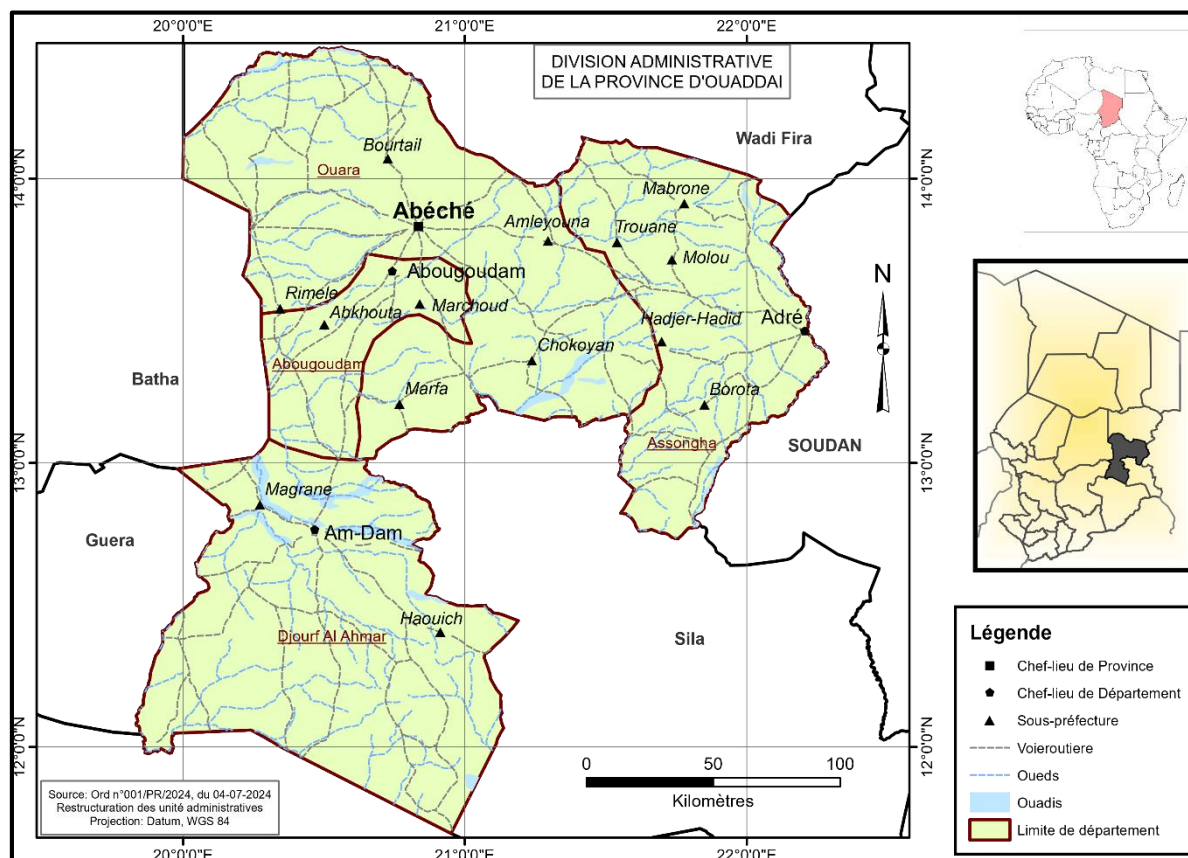 20°0'0"E
21°0'0"E
22°0'0"E
DIVISION ADMINISTRATIVE
DE LA PROVINCE D'OUADDAI
Wadi Fira
Bourtail
Ouara
14°0'0"N
14°0'0"N
Mabrone
Abéché
Amleyouna
Trouane
Molou
Abougoudam
Rimélé
Abkhouta
Marchoud
Hadjer-Hadid
Adré
N
Chokoyan
Abougoudam
Batha
Marfa
Borota
Assongha
SOUDAN
13°0'0"N
13°0'0"N
Magrane
Am-Dam
Guera
Haouich
Djourf Al Ahmar
Sila
12°0'0"N
12°0'0"N
0
50
100
Kilomètres
Source: Ord n°001/PR/2024, du 04-07-2024
Restructuration des unité administratives
Projection: Datum, WGS 84
20°0'0"E
21°0'0"E
22°0'0"E
Légende
Chef-lieu de Province
Chef-lieu de Département
Sous-préfecture
Voieroutiere
Oueds
Ouadis
Limite de département